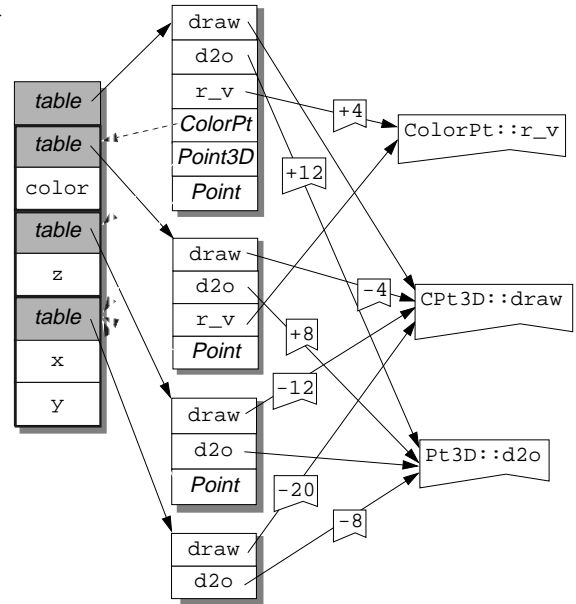 table
table
color
table
z
table
x
y
draw
d2o
r_v
ColorPt
Point3D
Point
draw
d2o
r_v
Point
draw
d2o
Point
draw
d2o
+4
+12
-4
+8
-12
-20
-8
ColorPt::r_v
CPt3D::draw
Pt3D::d2o